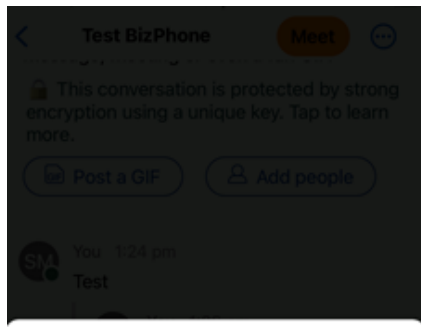 Test BizPhone
Meet
This conversation is protected by strong
encryption using a unique key. Tap to learn
more.
GIF Post a GIF
Add people
SM
You 1:24 pm
Test